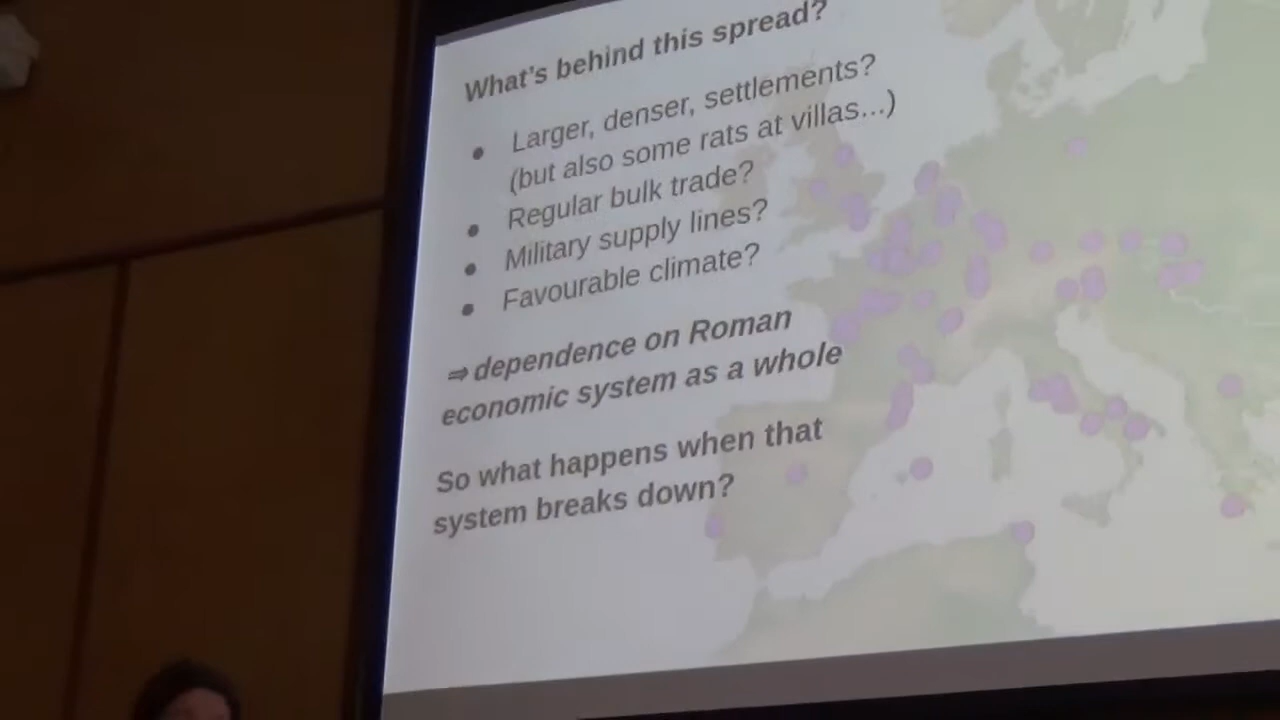 What's behind this spread?
● Larger, denser, settlements?
(but also some rats at villas...)
● Regular bulk trade?
● Military supply lines?
● Favourable climate?
⇒ dependence on Roman
economic system as a whole
So what happens when that
system breaks down?